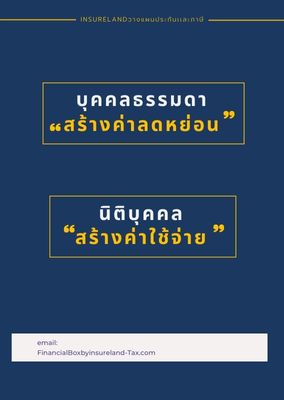 INSURELANDวางแผนประกันและภาษี
บุคคลธรรมดา
“สร้างค่าลดหย่อน”
นิติบุคคล
“สร้างค่าใช้จ่าย”
email:
FinancialBoxbyinsureland-Tax.com